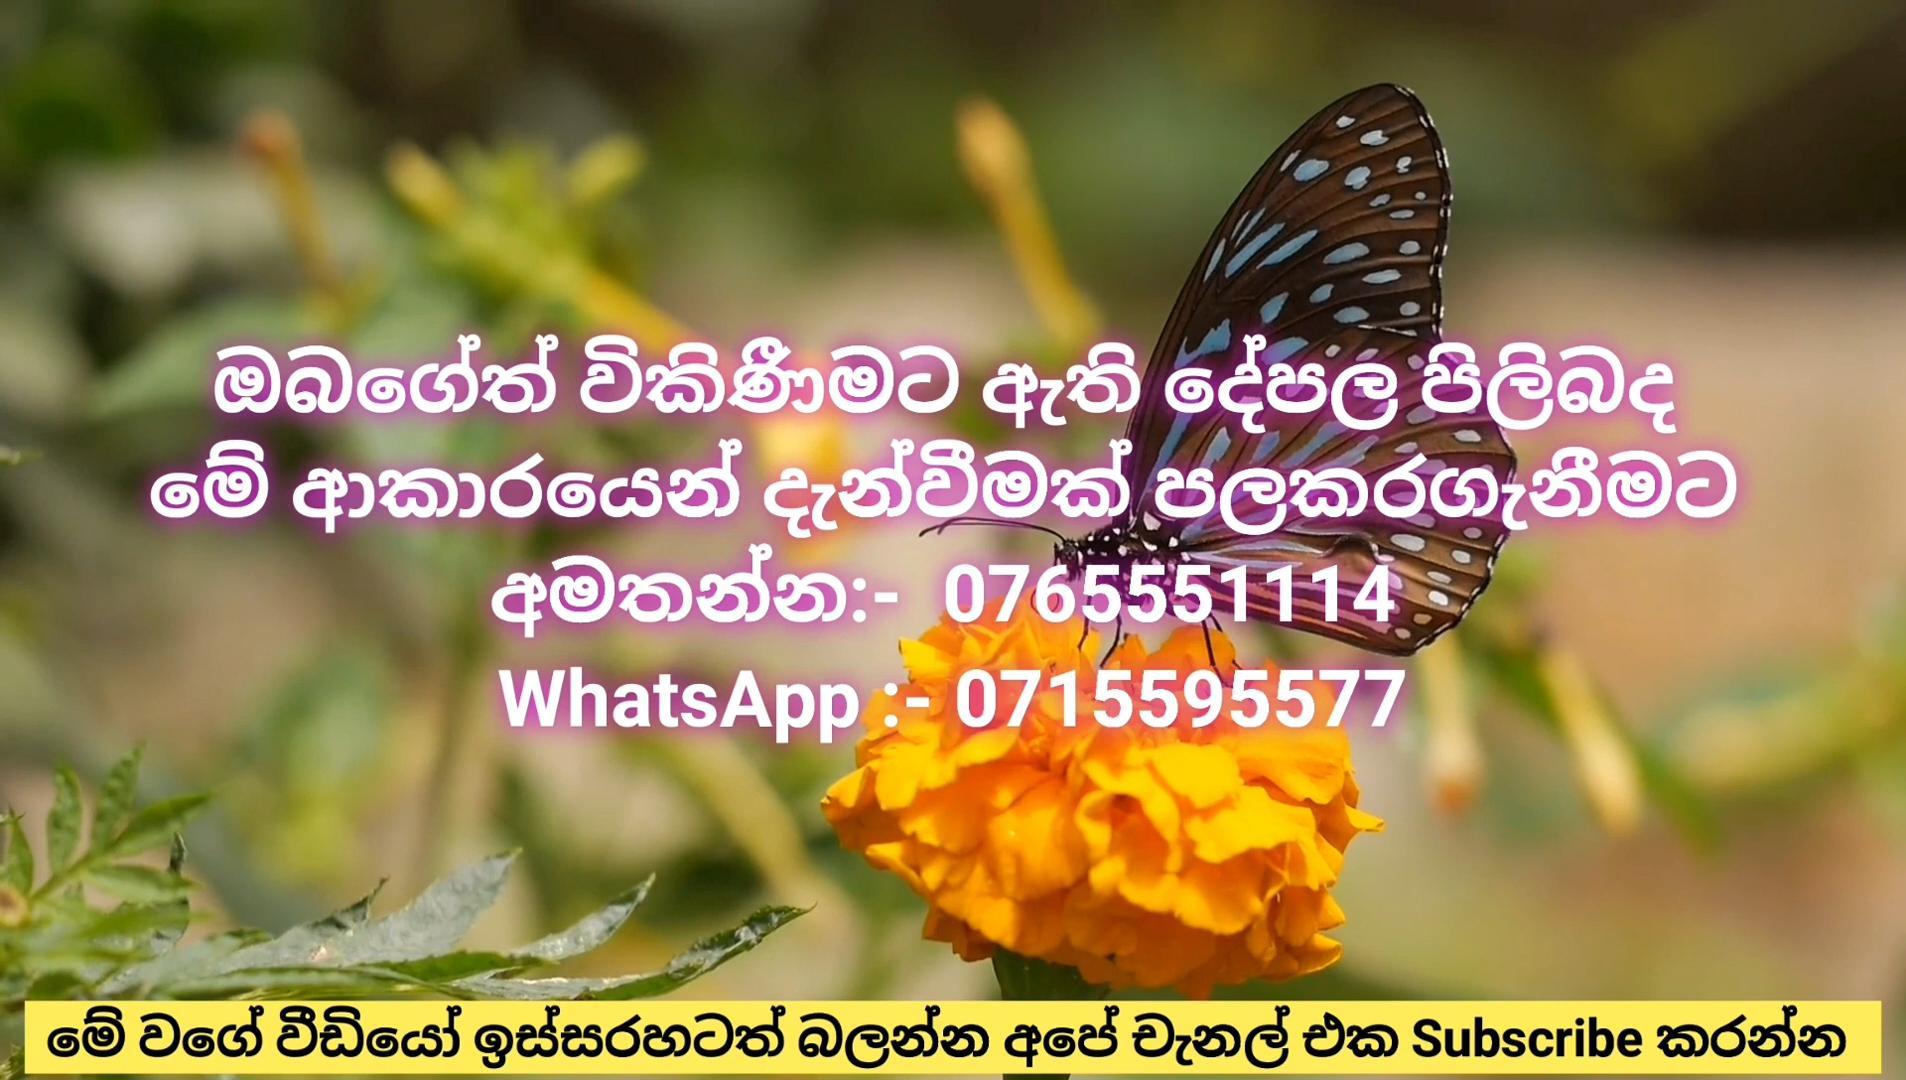 ඔබගේත් විකිණීමට ඇති දේපල පිලිබද
මේ ආකාරයෙන් දැන්වීමක් පලකරගැනීමට
අමතන්න:- 0765551114
WhatsApp :- 0715595577
මේ වගේ වීඩියෝ ඉස්සරහටත් බලන්න අපේ චැනල් එක Subscribe කරන්න